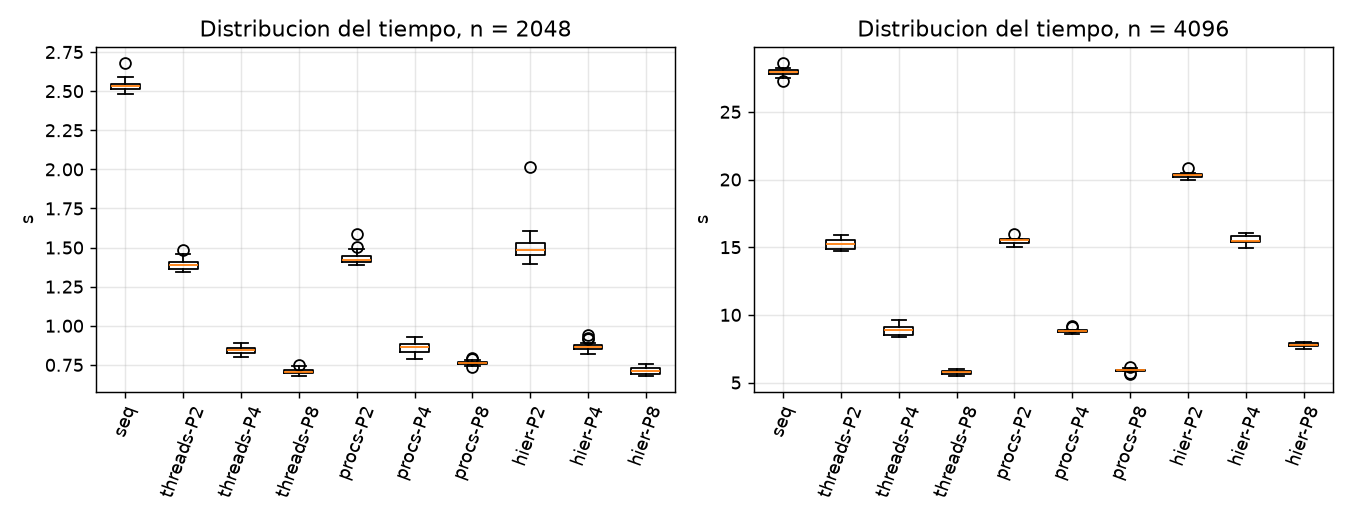 Distribucion del tiempo, n = 2048
s
2.75
2.50
2.25
2.00
1.75
1.50
1.25
1.00
0.75
seq
threads-P2
threads-P4
threads-P8
procs-P2
procs-P4
procs-P8
hier-P2
hier-P4
hier-P8
Distribucion del tiempo, n = 4096
s
25
20
15
10
5
seq
threads-P2
threads-P4
threads-P8
procs-P2
procs-P4
procs-P8
hier-P2
hier-P4
hier-P8